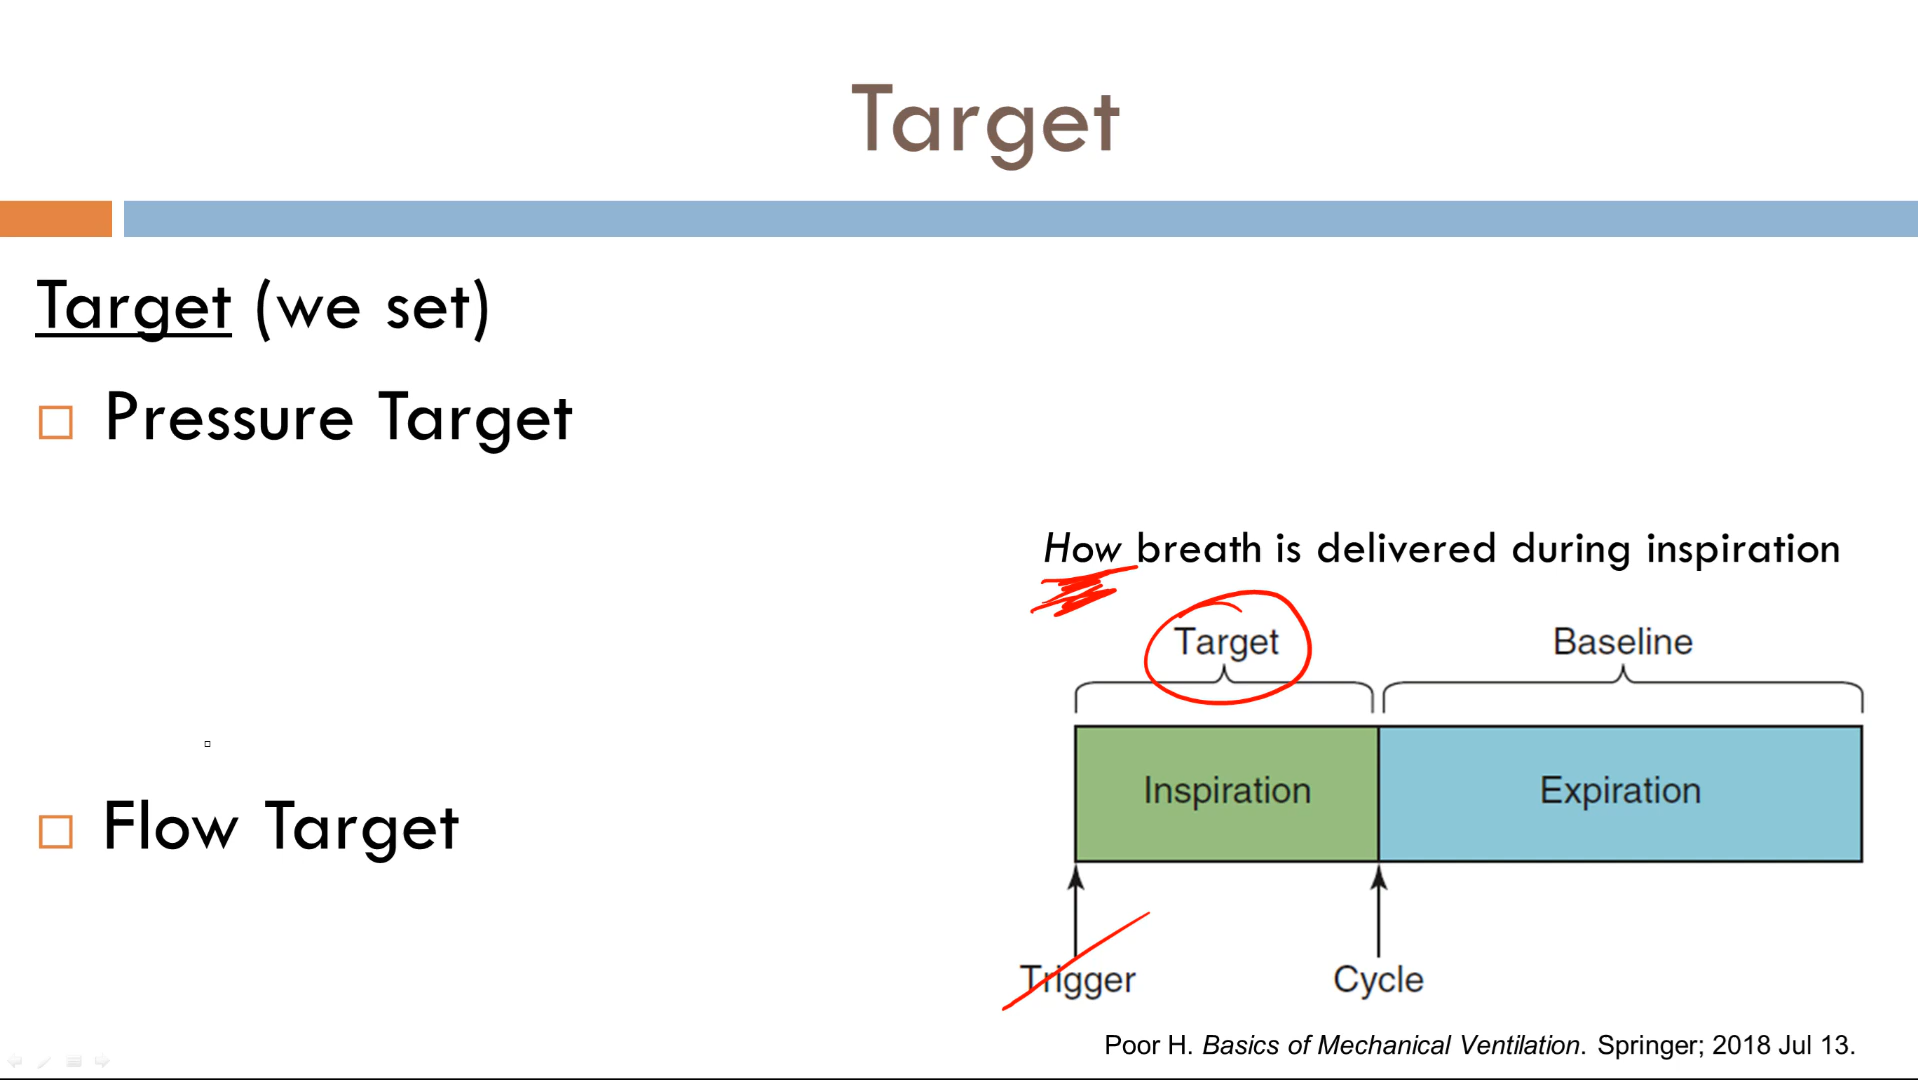 Target
Target (we set)
Pressure Target
Flow Target
How breath is delivered during inspiration
Target
Baseline
Inspiration
Expiration
Trigger
Cycle
Poor H. Basics of Mechanical Ventilation. Springer; 2018 Jul 13.